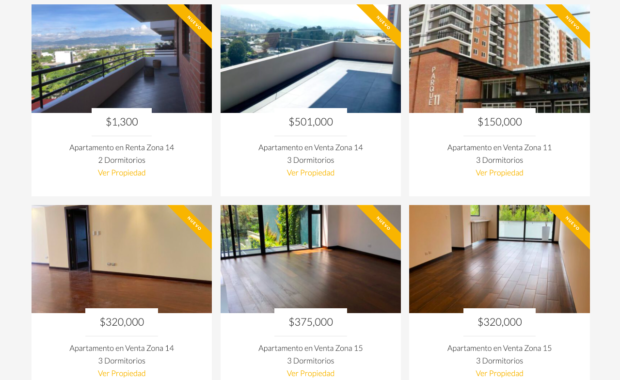 NUEVO
NUEVO
NUEVO
PARQUE 11
$1,300
Apartamento en Renta Zona 14
2 Dormitorios
Ver Propiedad
$501,000
Apartamento en Venta Zona 14
3 Dormitorios
Ver Propiedad
$150,000
Apartamento en Venta Zona 11
3 Dormitorios
Ver Propiedad
NUEVO
NUEVO
NUEVO
$320,000
Apartamento en Venta Zona 14
3 Dormitorios
Ver Propiedad
$375,000
Apartamento en Venta Zona 15
3 Dormitorios
Ver Propiedad
$320,000
Apartamento en Venta Zona 15
3 Dormitorios
Ver Propiedad